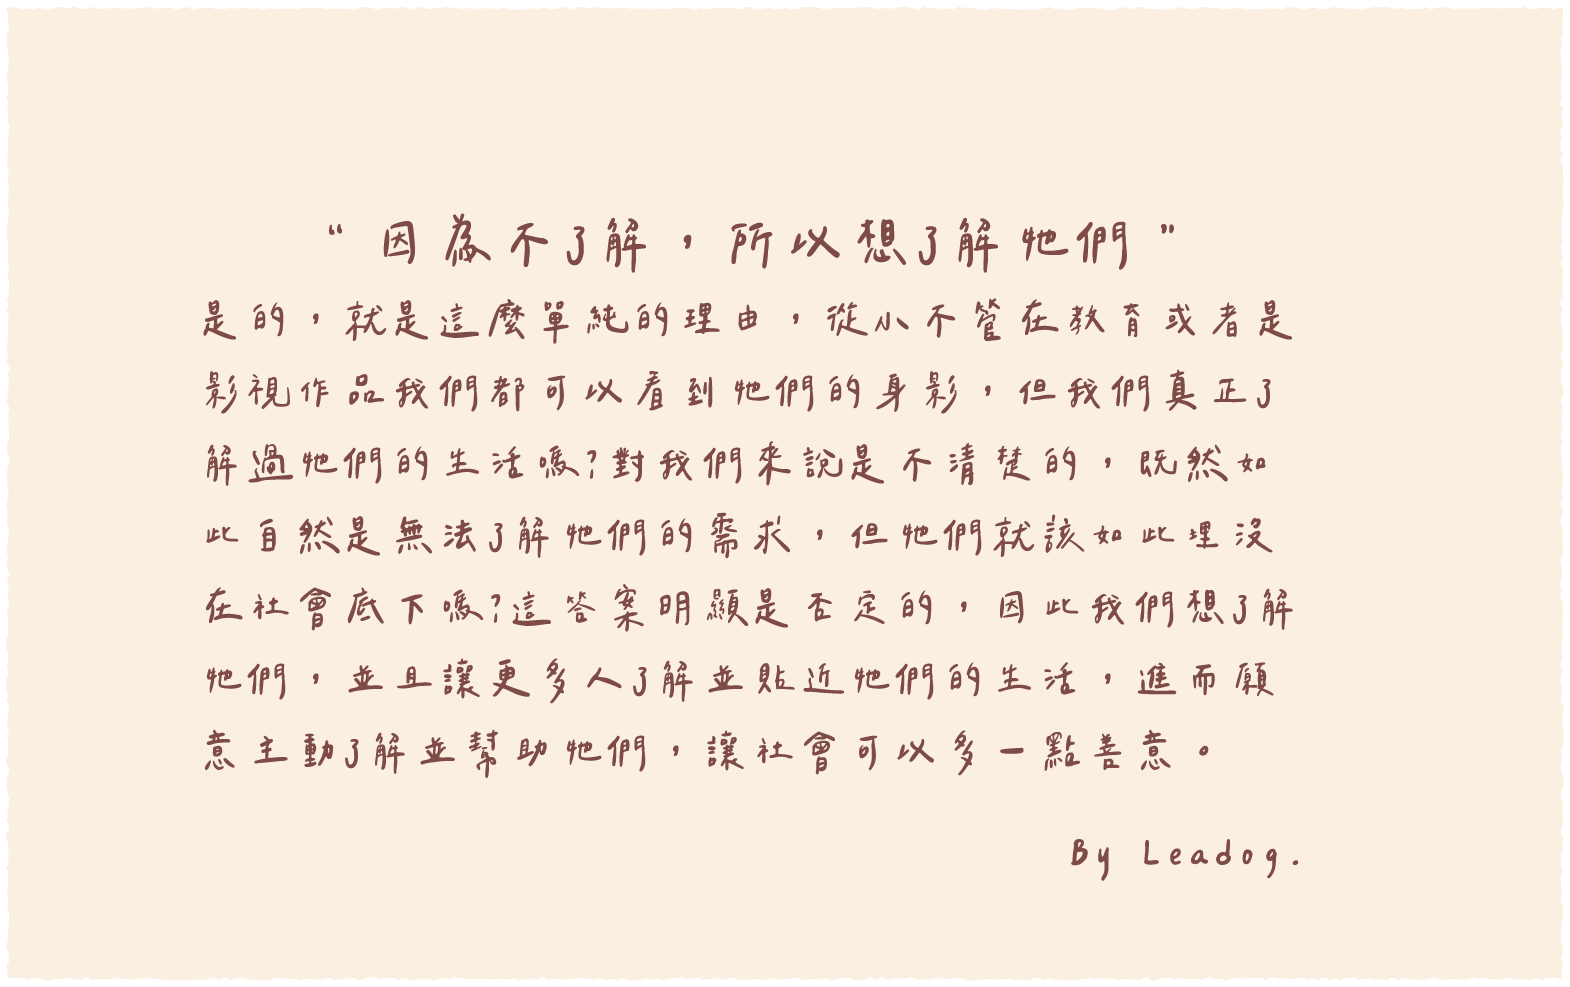 “因為不了解，所以想了解牠們”
是的，就是這麼單純的理由，從小不管在教育或者是
影視作品我們都可以看到牠們的身影，但我們真正了
解過牠們的生活嗎?對我們來說是不清楚的，既然如
此自然是無法了解牠們的需求，但牠們就該如此埋沒
在社會底下嗎?這答案明顯是否定的，因此我們想了解
牠們，並且讓更多人了解並貼近牠們的生活，進而願
意主動了解並幫助牠們，讓社會可以多一點善意。
By Leadog.